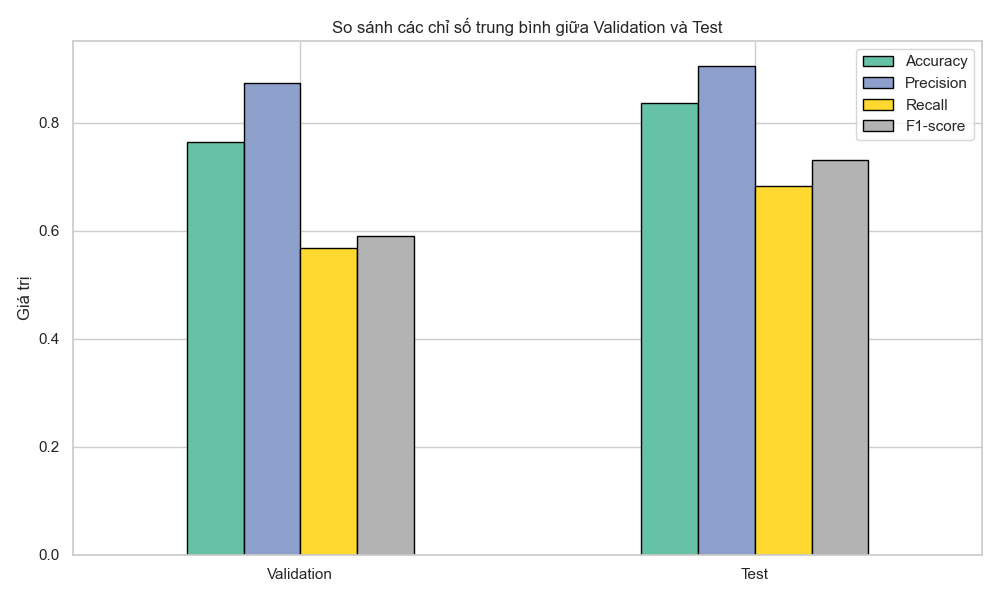 So sánh các chỉ số trung bình giữa Validation và Test
Accuracy
Precision
Recall
F1-score
Giá trị
0.8
0.6
0.4
0.2
0.0
Validation
Test